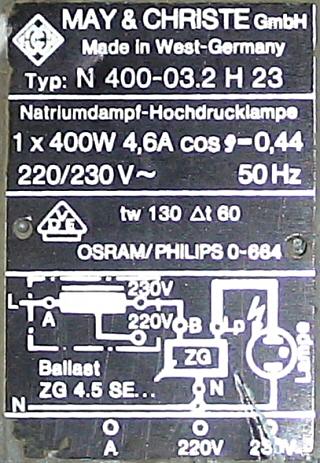 MAY & CHRISTE GmbH
Made in West-Germany
Typ: N 400-03.2 H 23
Natriumdampf-Hochdrucklampe
1 x 400W 4,6A cos φ=0,44
220/230 V~ 50 Hz
VDE tw 130 Δt 60
OSRAM/PHILIPS 0-664
230V
L A
220V B Lp
ZG
Lampe
Ballast
ZG 4.5 SE...
N
N
A 220V 230V